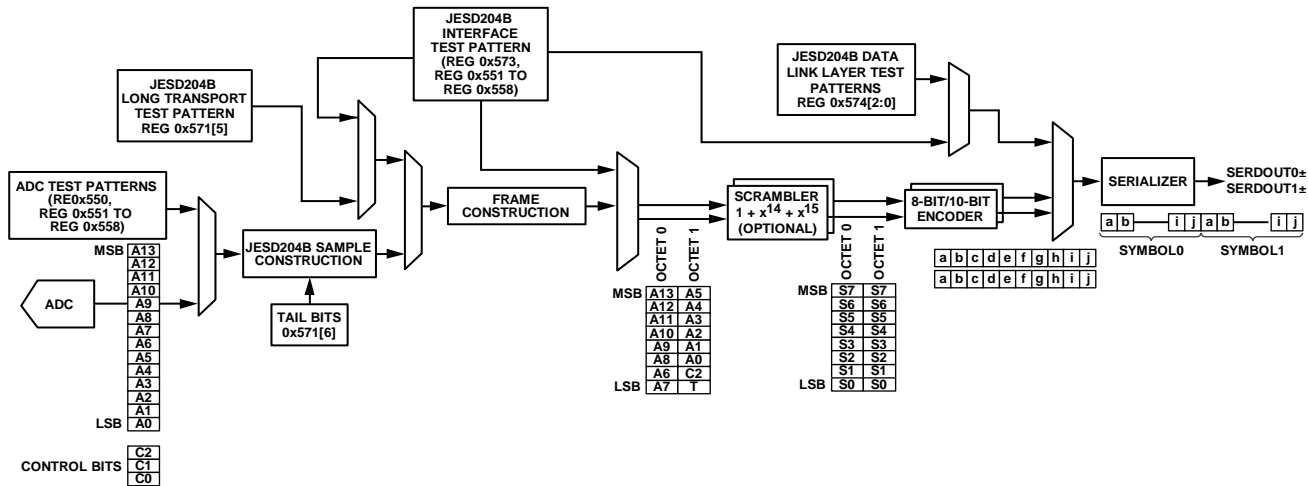 JESD204B
INTERFACE
TEST PATTERN
(REG 0x573,
REG 0x551 TO
REG 0x558)
JESD204B
LONG TRANSPORT
TEST PATTERN
REG 0x571[5]
JESD204B DATA
LINK LAYER TEST
PATTERNS
REG 0x574[2:0]
ADC TEST PATTERNS
(RE0x550,
REG 0x551 TO
REG 0x558)
ADC
MSB A13
A12
A11
A10
A9
A8
A7
A6
A5
A4
A3
A2
A1
LSB A0
CONTROL BITS
C2
C1
C0
JESD204B SAMPLE
CONSTRUCTION
TAIL BITS
0x571[6]
FRAME
CONSTRUCTION
OCTET 0
OCTET 1
MSB A13 A5
A12 A4
A11 A3
A10 A2
A9 A1
A8 A0
A6 C2
LSB A7 T
SCRAMBLER
1 + x14 + x15
(OPTIONAL)
OCTET 0
OCTET 1
MSB S7 S7
S6 S6
S5 S5
S4 S4
S3 S3
S2 S2
S1 S1
LSB S0 S0
8-BIT/10-BIT
ENCODER
a b c d e f g h i j
a b c d e f g h i j
SERIALIZER
SERDOUT0±
SERDOUT1±
a b i j a b i j
SYMBOL0 SYMBOL1